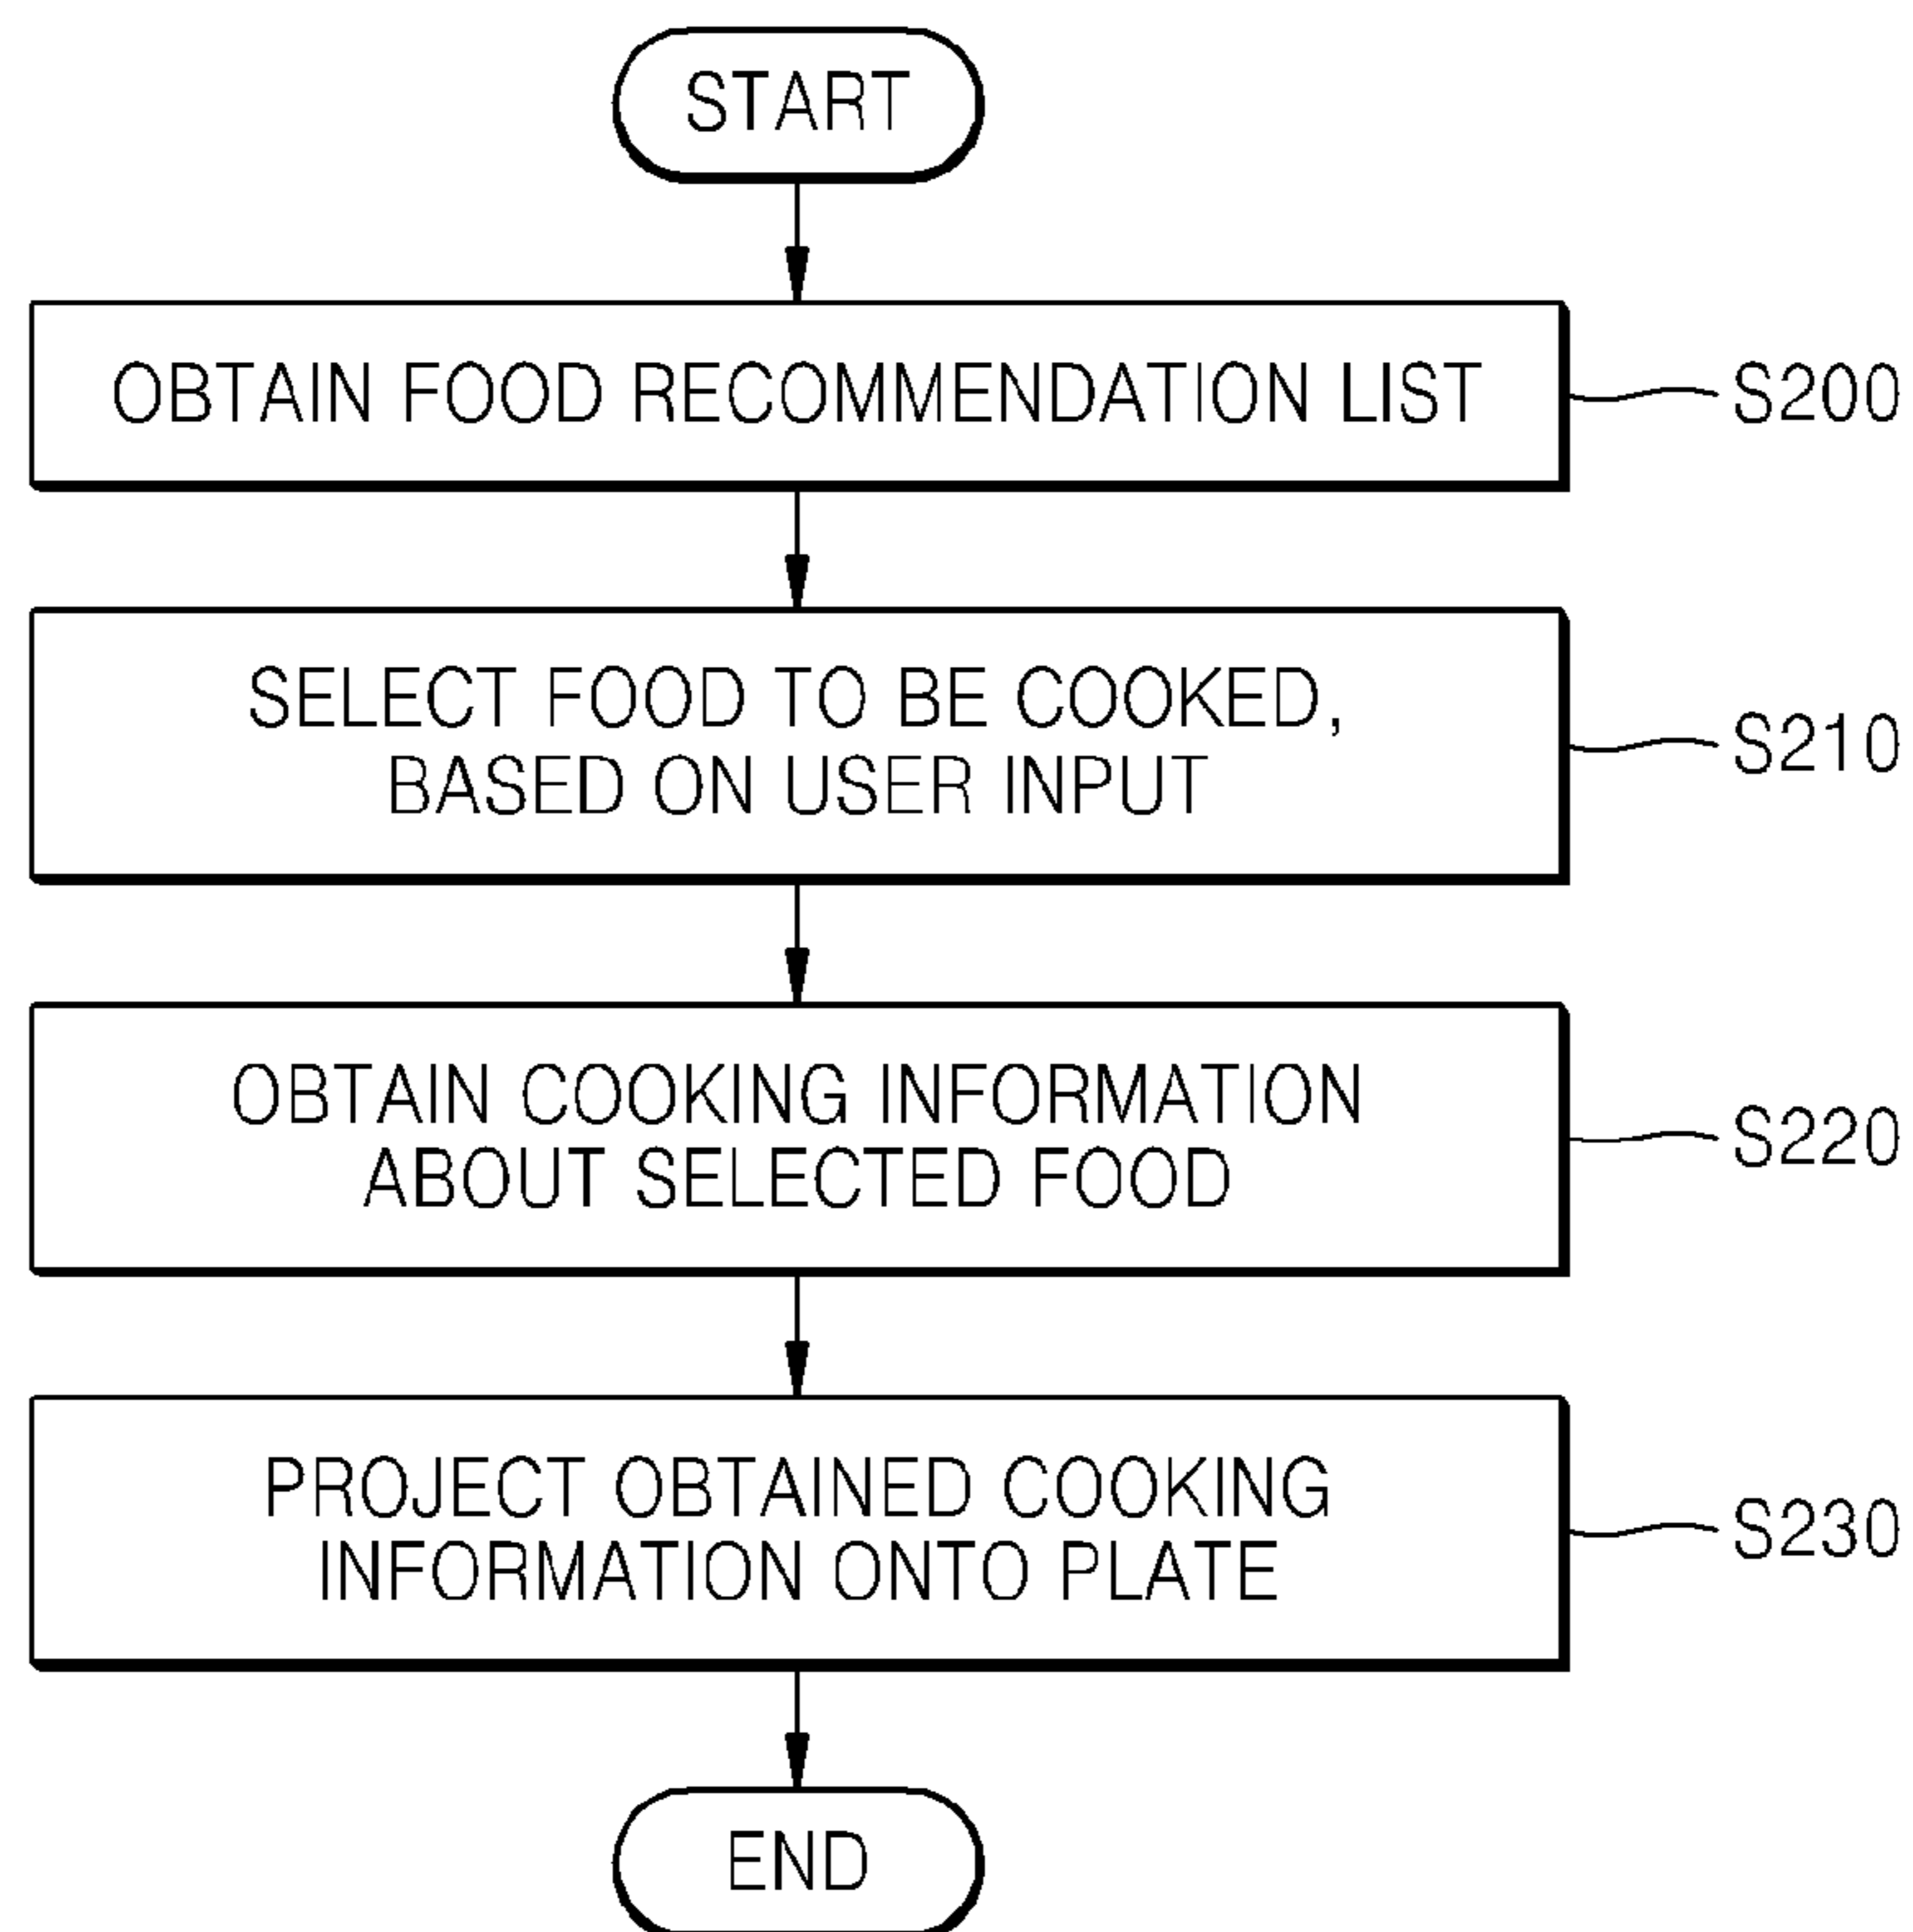 START
OBTAIN FOOD RECOMMENDATION LIST
S200
SELECT FOOD TO BE COOKED,
BASED ON USER INPUT
S210
OBTAIN COOKING INFORMATION
ABOUT SELECTED FOOD
S220
PROJECT OBTAINED COOKING
INFORMATION ONTO PLATE
S230
END